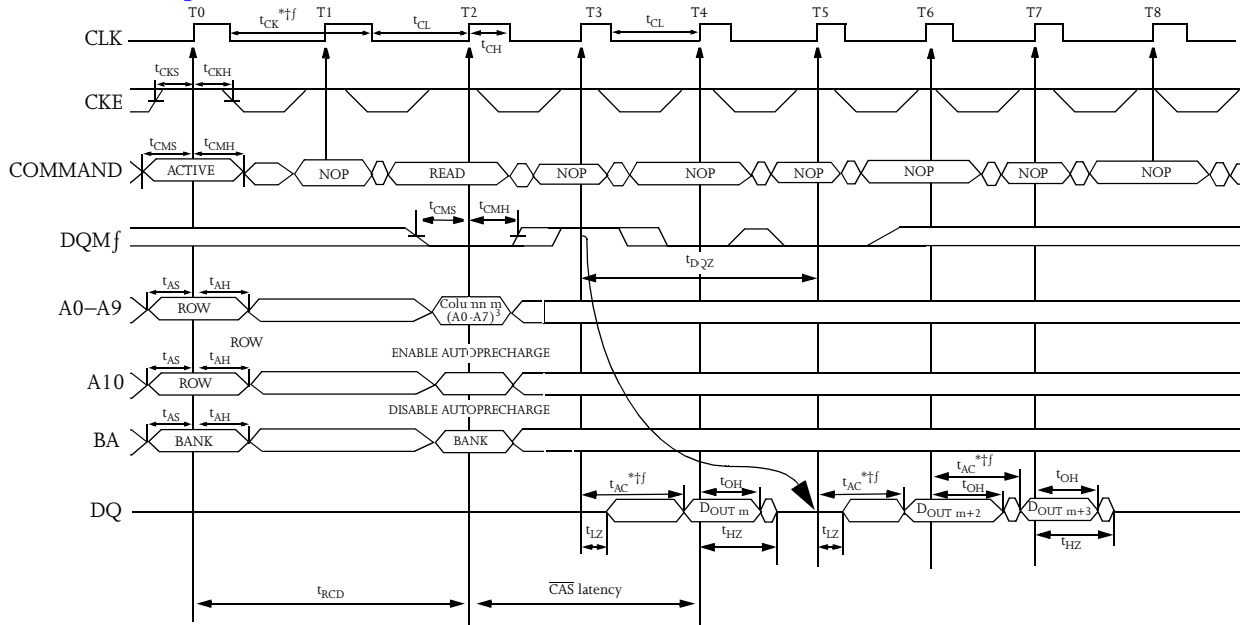 T0 T1 T2 T3 T4 T5 T6 T7 T8
CLK tCK*†ƒ tCL tCH tCL
CKE tCKS tCKH
COMMAND tCMS tCMH
ACTIVE NOP READ NOP NOP NOP NOP NOP NOP
DQMƒ tCMS tCMH
tDQZ
A0–A9 tAS tAH
ROW Column m
(A0-A7)3
ROW
ENABLE AUTOPRECHARGE
A10 tAS tAH
ROW
DISABLE AUTOPRECHARGE
BA tAS tAH
BANK BANK
DQ tAC*†ƒ tOH tAC*†ƒ tAC*†ƒ tOH tOH
DOUT m DOUT m+2 DOUT m+3
tLZ tHZ tLZ tHZ
tRCD CAS latency